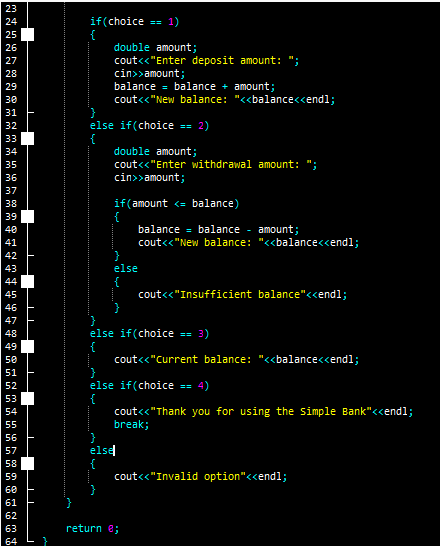 23
24 if(choice == 1)
25 {
26 double amount;
27 cout<<"Enter deposit amount: ";
28 cin>>amount;
29 balance = balance + amount;
30 cout<<"New balance: "<<balance<<endl;
31 }
32 else if(choice == 2)
33 {
34 double amount;
35 cout<<"Enter withdrawal amount: ";
36 cin>>amount;
37
38 if(amount <= balance)
39 {
40 balance = balance - amount;
41 cout<<"New balance: "<<balance<<endl;
42 }
43 else
44 {
45 cout<<"Insufficient balance"<<endl;
46 }
47 }
48 else if(choice == 3)
49 {
50 cout<<"Current balance: "<<balance<<endl;
51 }
52 else if(choice == 4)
53 {
54 cout<<"Thank you for using the Simple Bank"<<endl;
55 break;
56 }
57 else
58 {
59 cout<<"Invalid option"<<endl;
60 }
61 }
62
63 return 0;
64 }